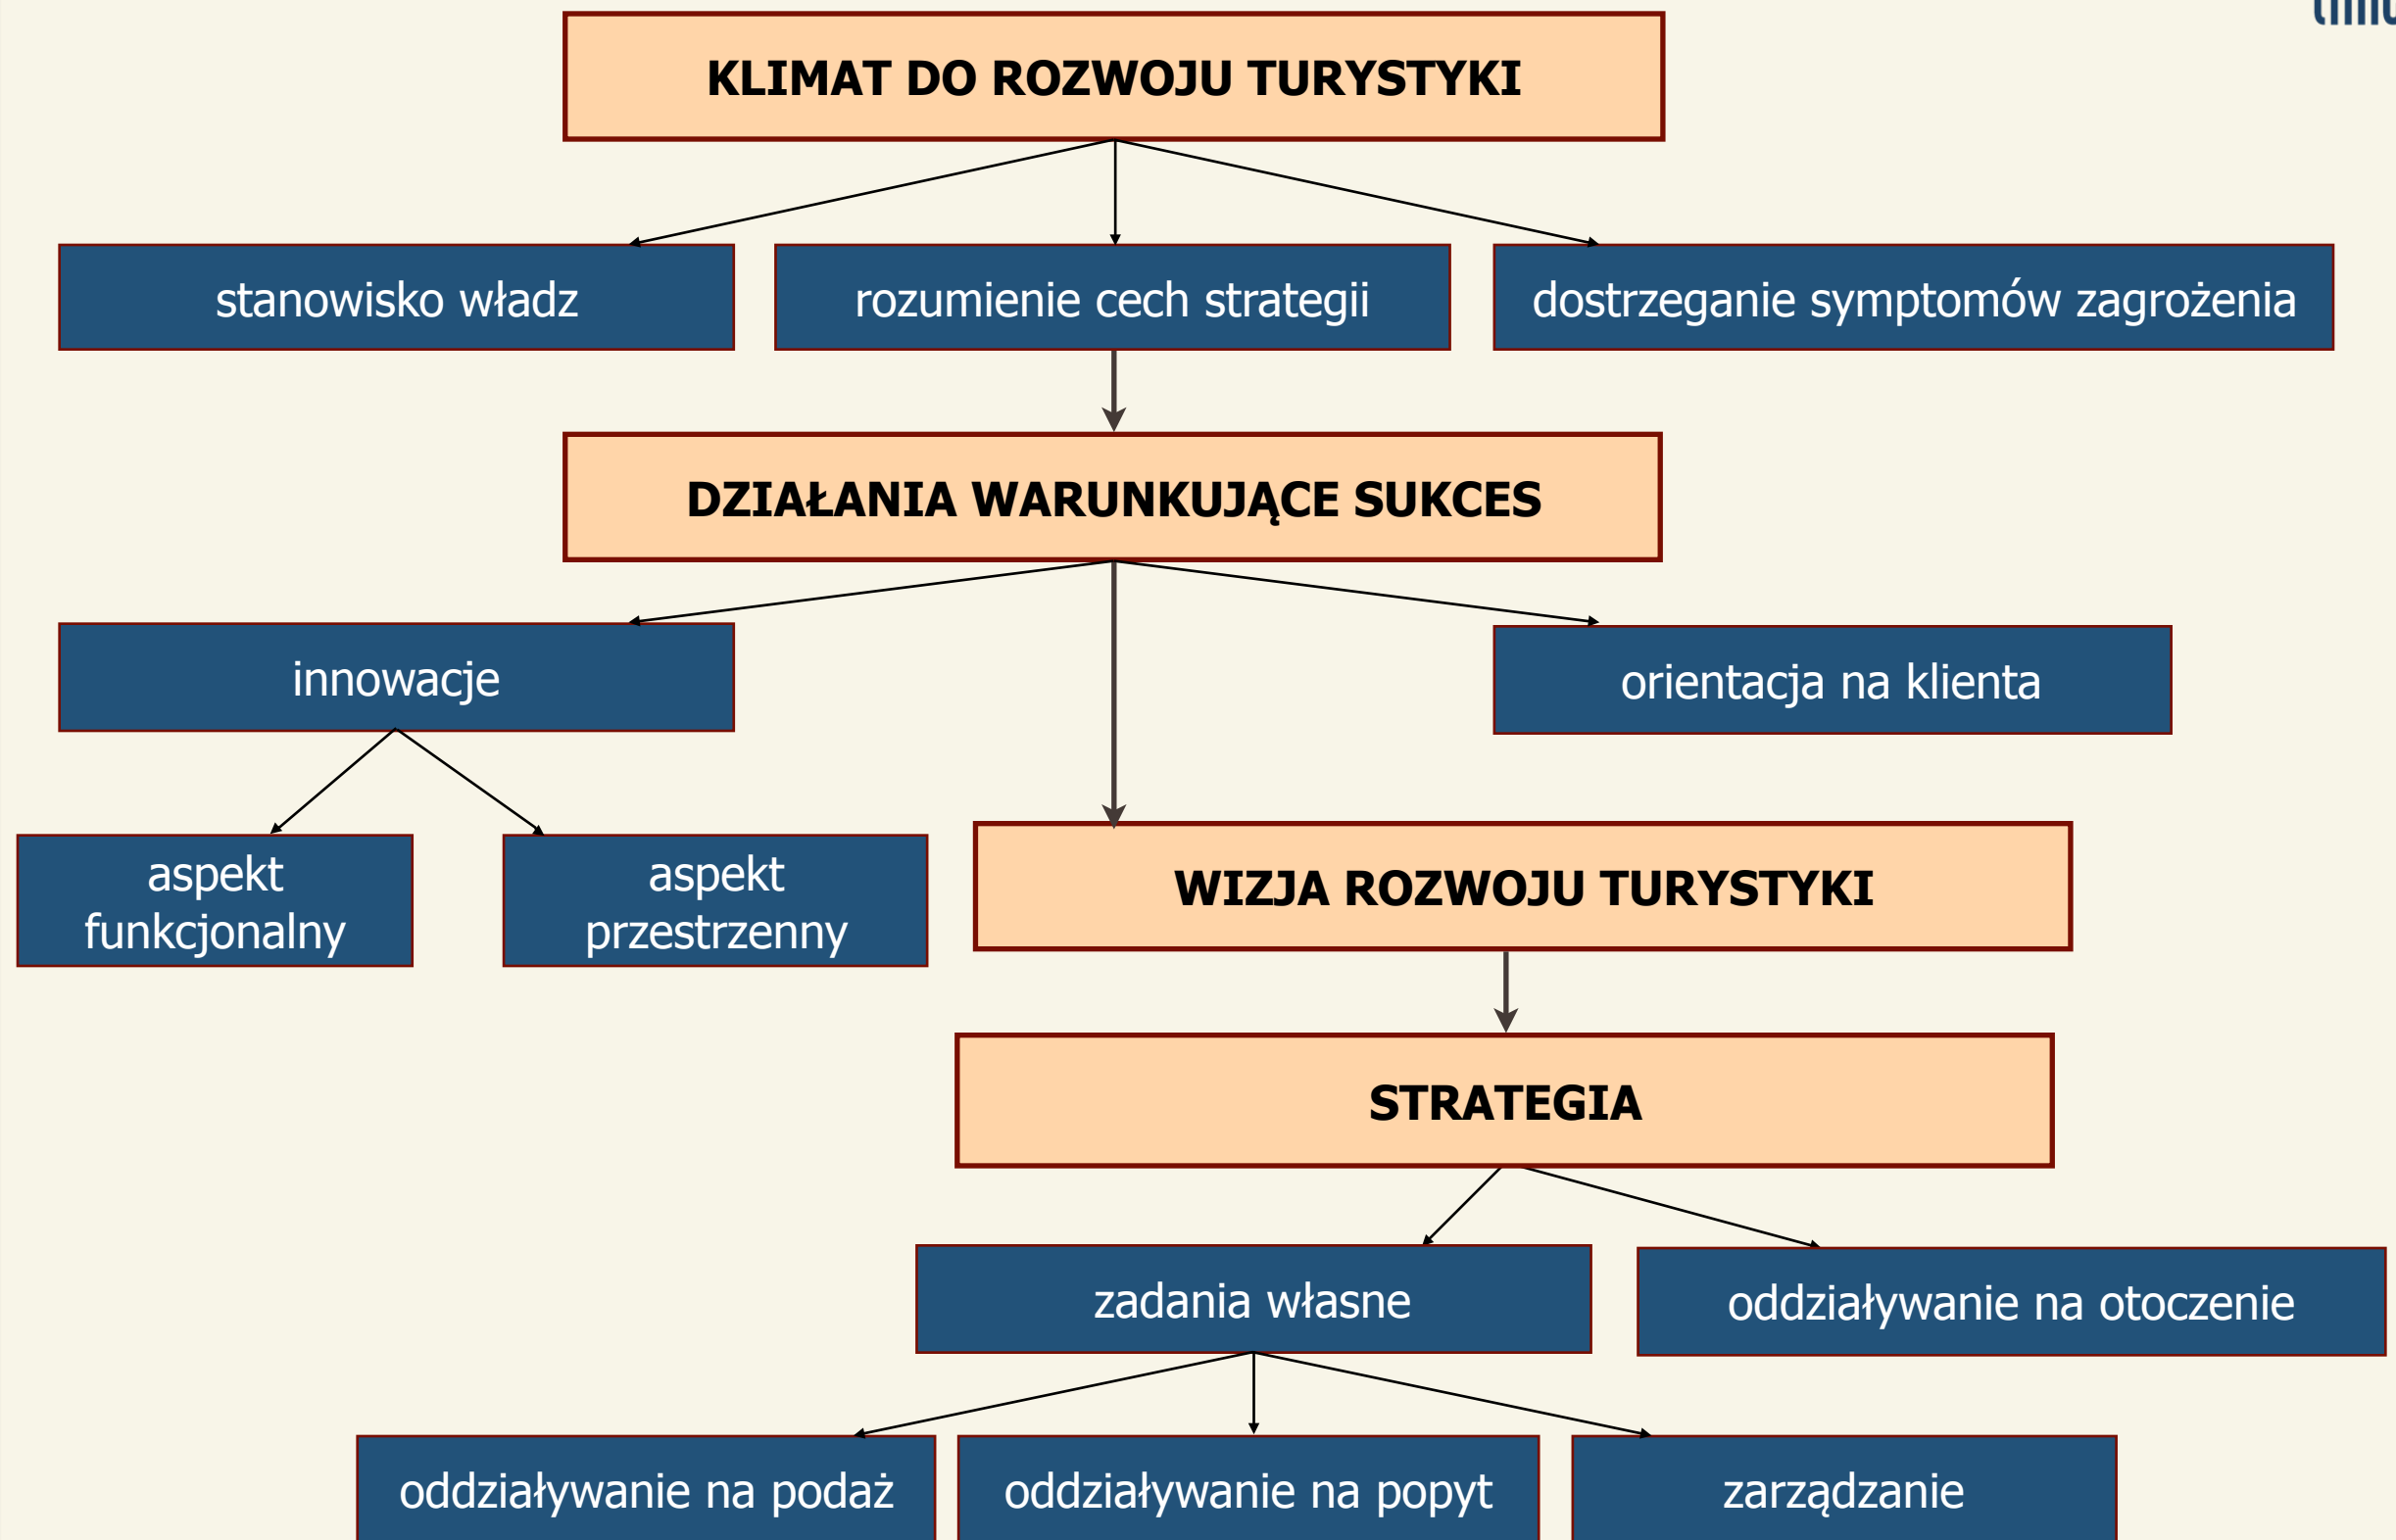 KLIMAT DO ROZWOJU TURYSTYKI
stanowisko władz
rozumienie cech strategii
dostrzeganie symptomów zagrożenia
DZIAŁANIA WARUNKUJĄCE SUKCES
innowacje
orientacja na klienta
aspekt
funkcjonalny
aspekt
przestrzenny
WIZJA ROZWOJU TURYSTYKI
STRATEGIA
zadania własne
oddziaływanie na otoczenie
oddziaływanie na podaż
oddziaływanie na popyt
zarządzanie